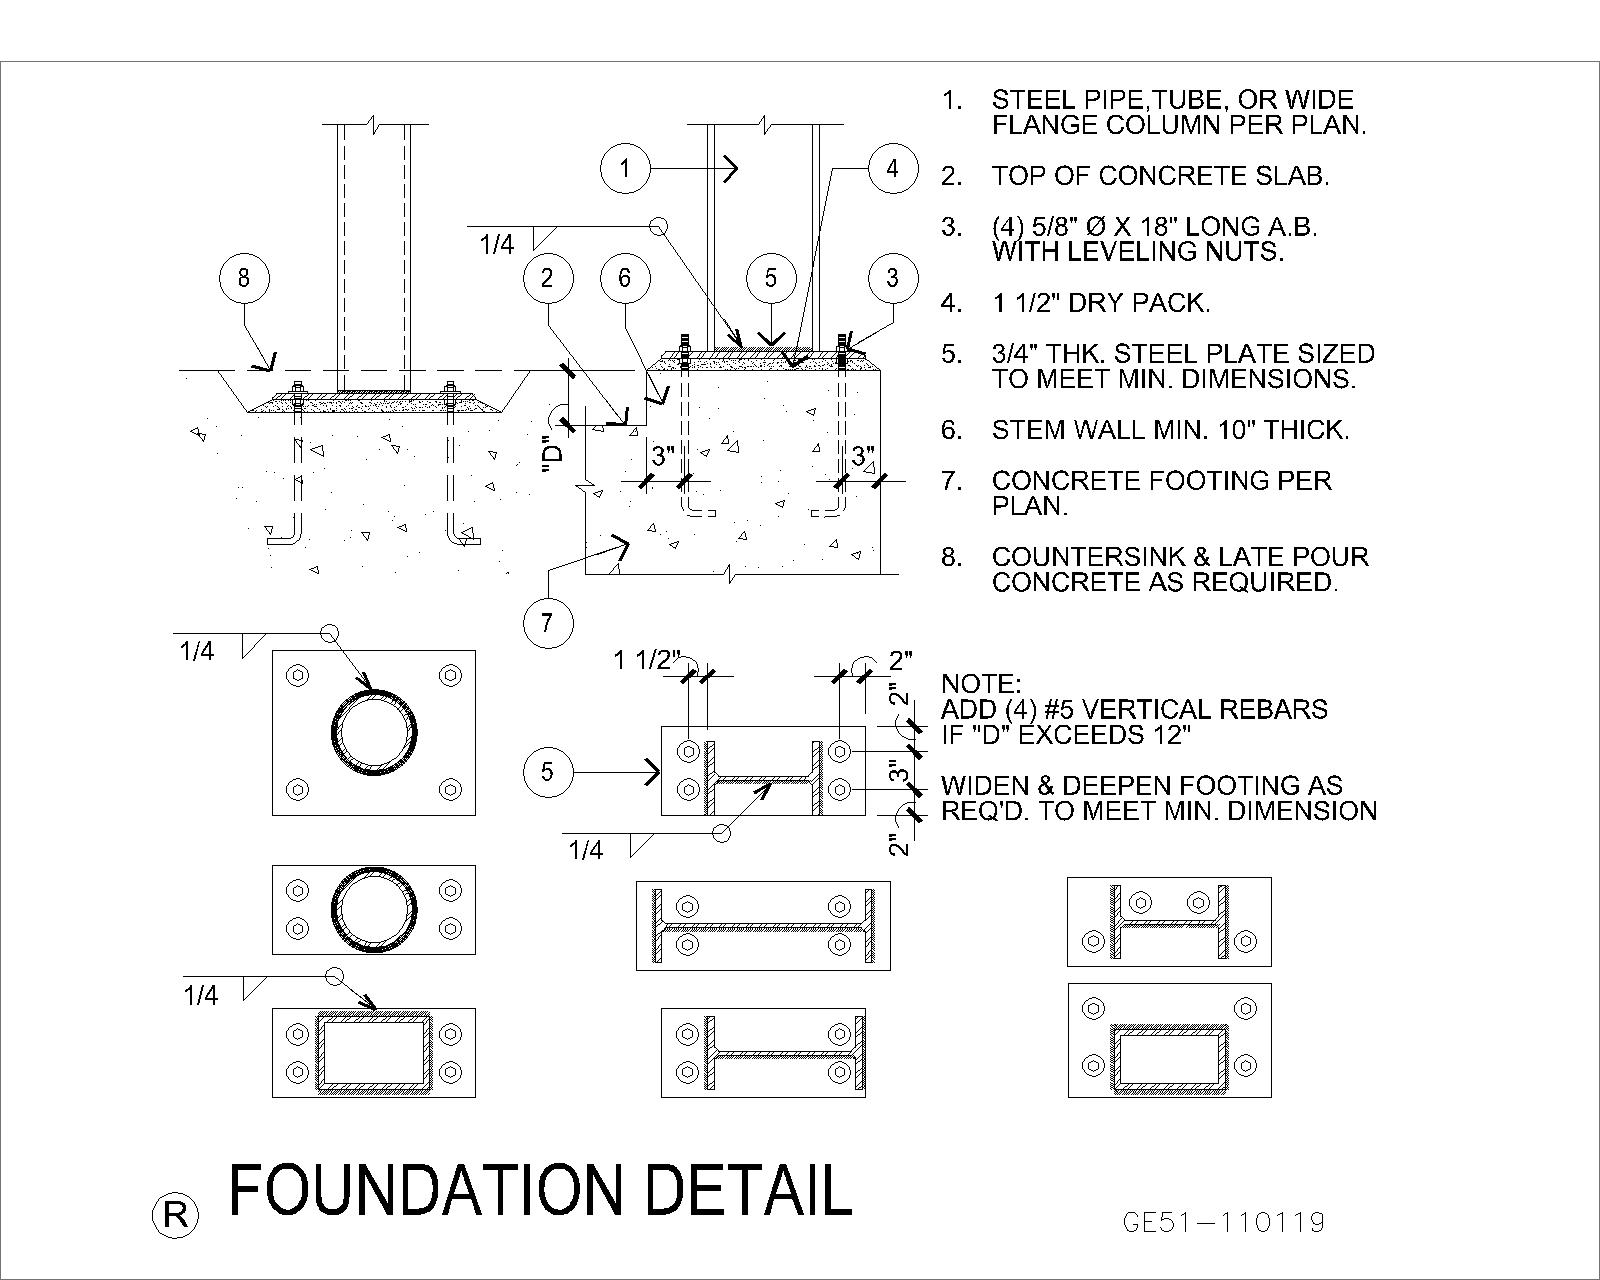 1. STEEL PIPE,TUBE, OR WIDE
FLANGE COLUMN PER PLAN.
2. TOP OF CONCRETE SLAB.
3. (4) 5/8" Ø X 18" LONG A.B.
WITH LEVELING NUTS.
4. 1 1/2" DRY PACK.
5. 3/4" THK. STEEL PLATE SIZED
TO MEET MIN. DIMENSIONS.
6. STEM WALL MIN. 10" THICK.
7. CONCRETE FOOTING PER
PLAN.
8. COUNTERSINK & LATE POUR
CONCRETE AS REQUIRED.
NOTE:
ADD (4) #5 VERTICAL REBARS
IF "D" EXCEEDS 12"
WIDEN & DEEPEN FOOTING AS
REQ'D. TO MEET MIN. DIMENSION
1
4
1/4
8
2
6
5
3
"D"
3"
3"
7
1/4
1 1/2"
2"
2"
5
3"
1/4
2"
1/4
R
FOUNDATION DETAIL
GE51-110119